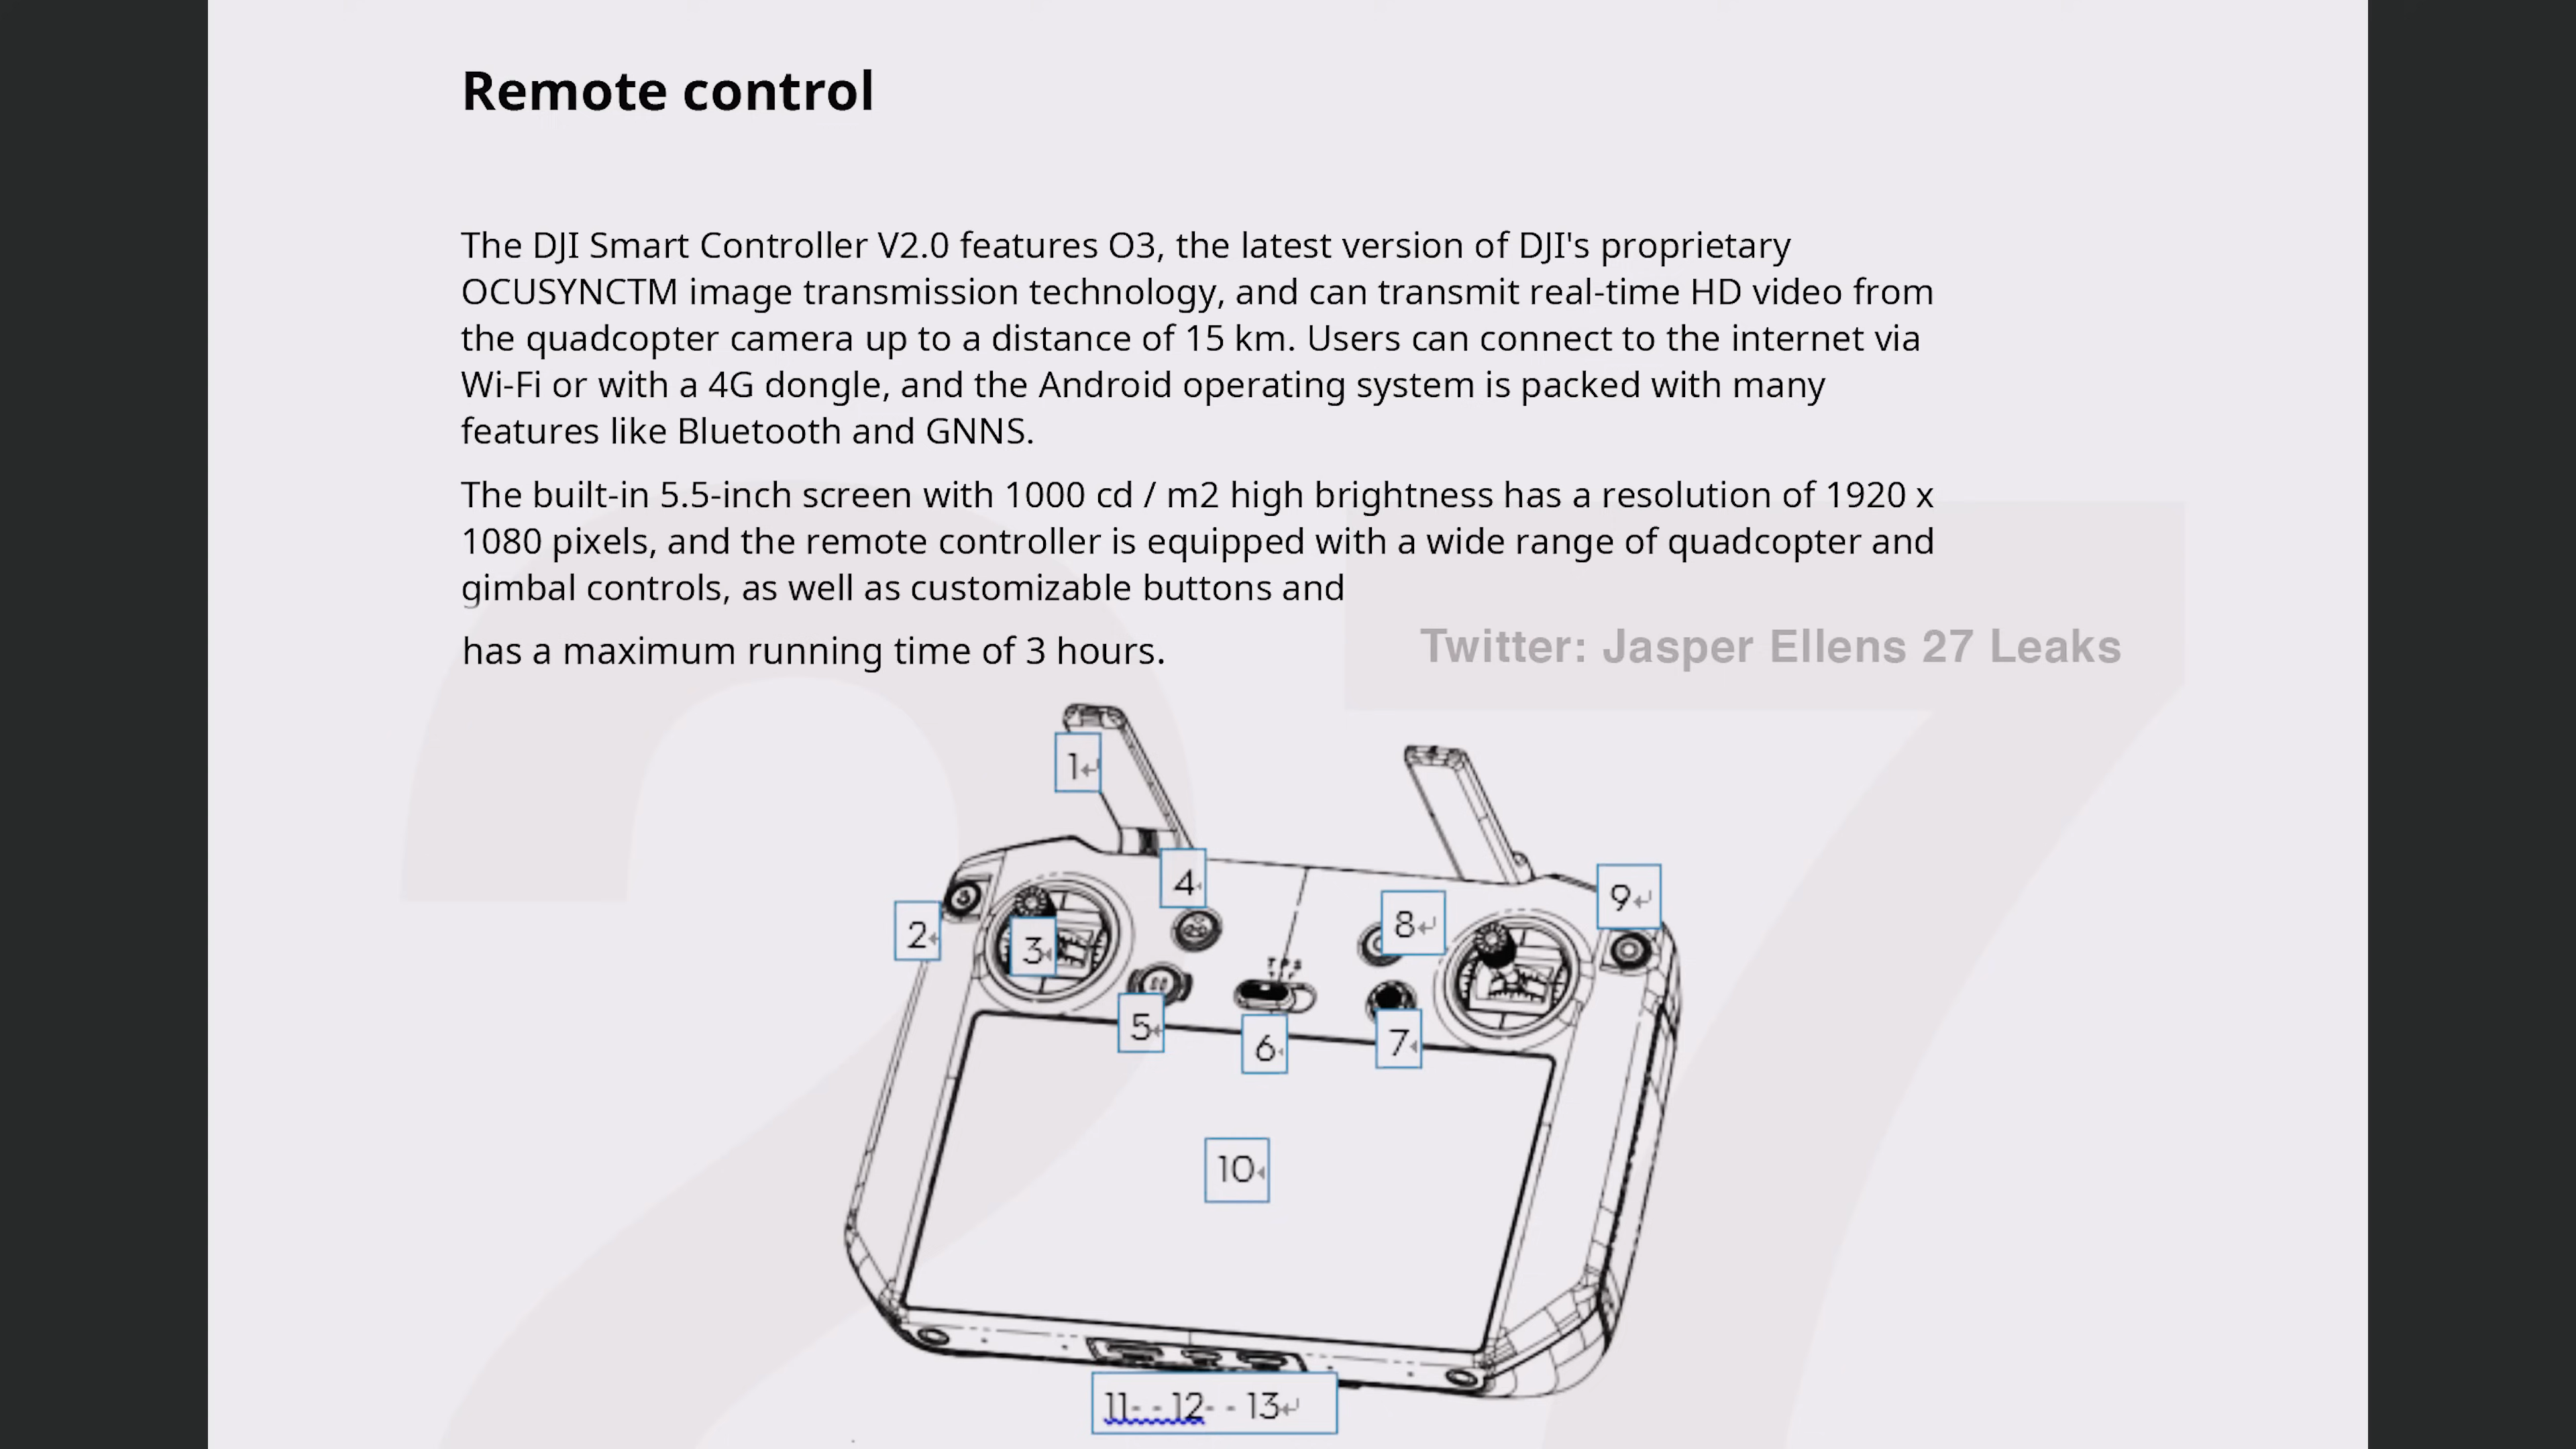 Remote control
The DJI Smart Controller V2.0 features O3, the latest version of DJI's proprietary
OCUSYNCTM image transmission technology, and can transmit real-time HD video from
the quadcopter camera up to a distance of 15 km. Users can connect to the internet via
Wi-Fi or with a 4G dongle, and the Android operating system is packed with many
features like Bluetooth and GNNS.
The built-in 5.5-inch screen with 1000 cd / m2 high brightness has a resolution of 1920 x
1080 pixels, and the remote controller is equipped with a wide range of quadcopter and
gimbal controls, as well as customizable buttons and
has a maximum running time of 3 hours.
Twitter: Jasper Ellens 27 Leaks
27
1
4
9
8
2
3
T P S
5
6
7
10
11- - 12- - 13